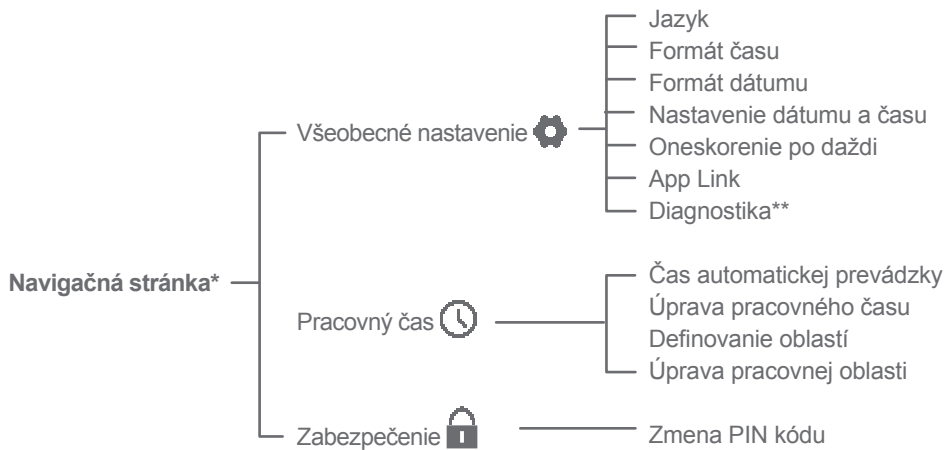 Navigačná stránka*
Všeobecné nastavenie
Jazyk
Formát času
Formát dátumu
Nastavenie dátumu a času
Oneskorenie po daždi
App Link
Diagnostika**
Pracovný čas
Čas automatickej prevádzky
Úprava pracovného času
Definovanie oblastí
Úprava pracovnej oblasti
Zabezpečenie
Zmena PIN kódu